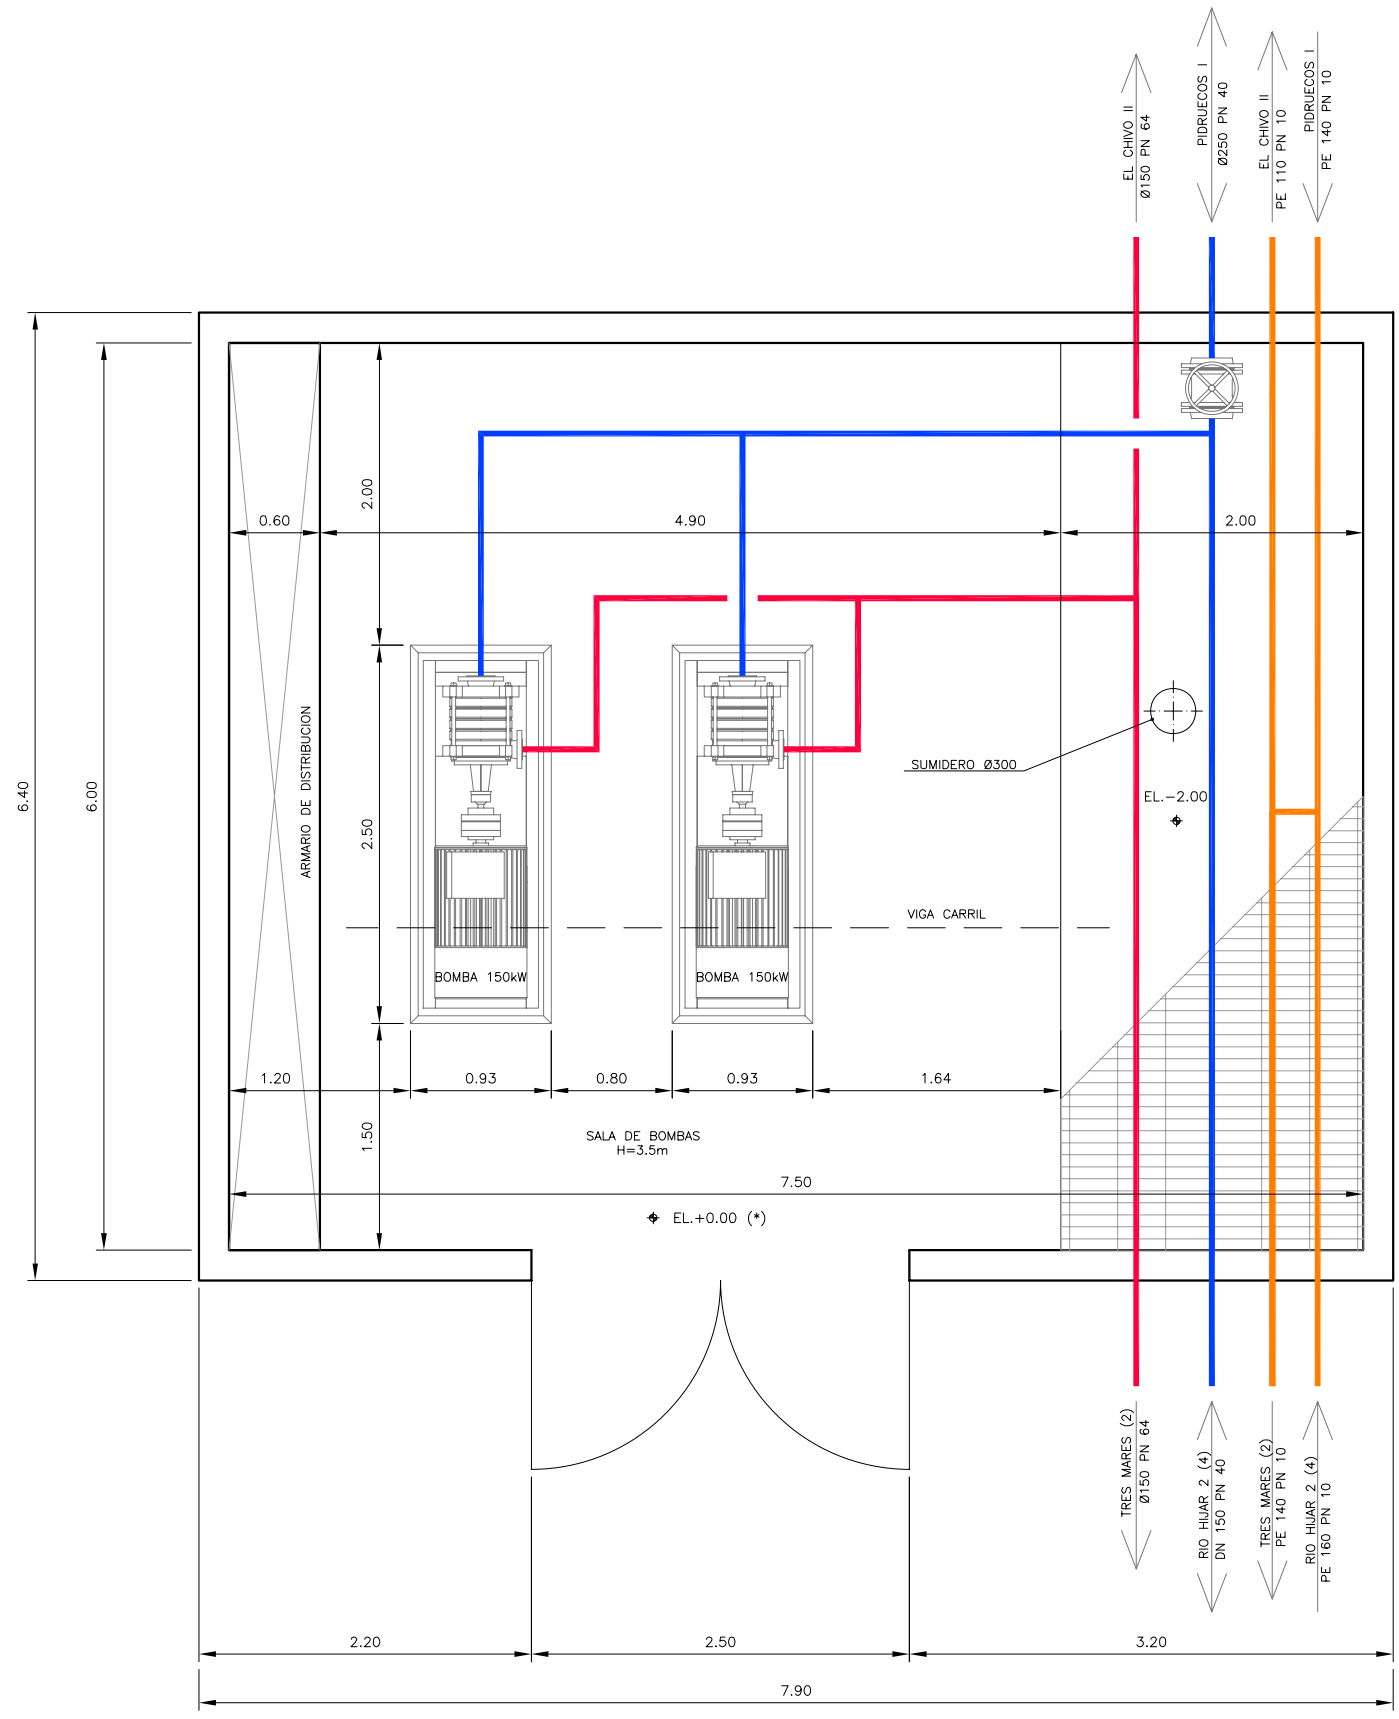 EL CHIVO II
Ø150 PN 64
PIDRUECOS I
Ø250 PN 40
EL CHIVO II
PE 110 PN 10
PIDRUECOS I
PE 140 PN 10
6.40
6.00
2.00
0.60
4.90
2.00
ARMARIO DE DISTRIBUCION
SUMIDERO Ø300
EL.-2.00
2.50
VIGA CARRIL
BOMBA 150kW
BOMBA 150kW
1.20
0.93
0.80
0.93
1.64
1.50
SALA DE BOMBAS
H=3.5m
7.50
EL.+0.00 (*)
TRES MARES (2)
Ø150 PN 64
RIO HIJAR 2 (4)
DN 150 PN 40
TRES MARES (2)
PE 140 PN 10
RIO HIJAR 2 (4)
PE 160 PN 10
2.20
2.50
3.20
7.90